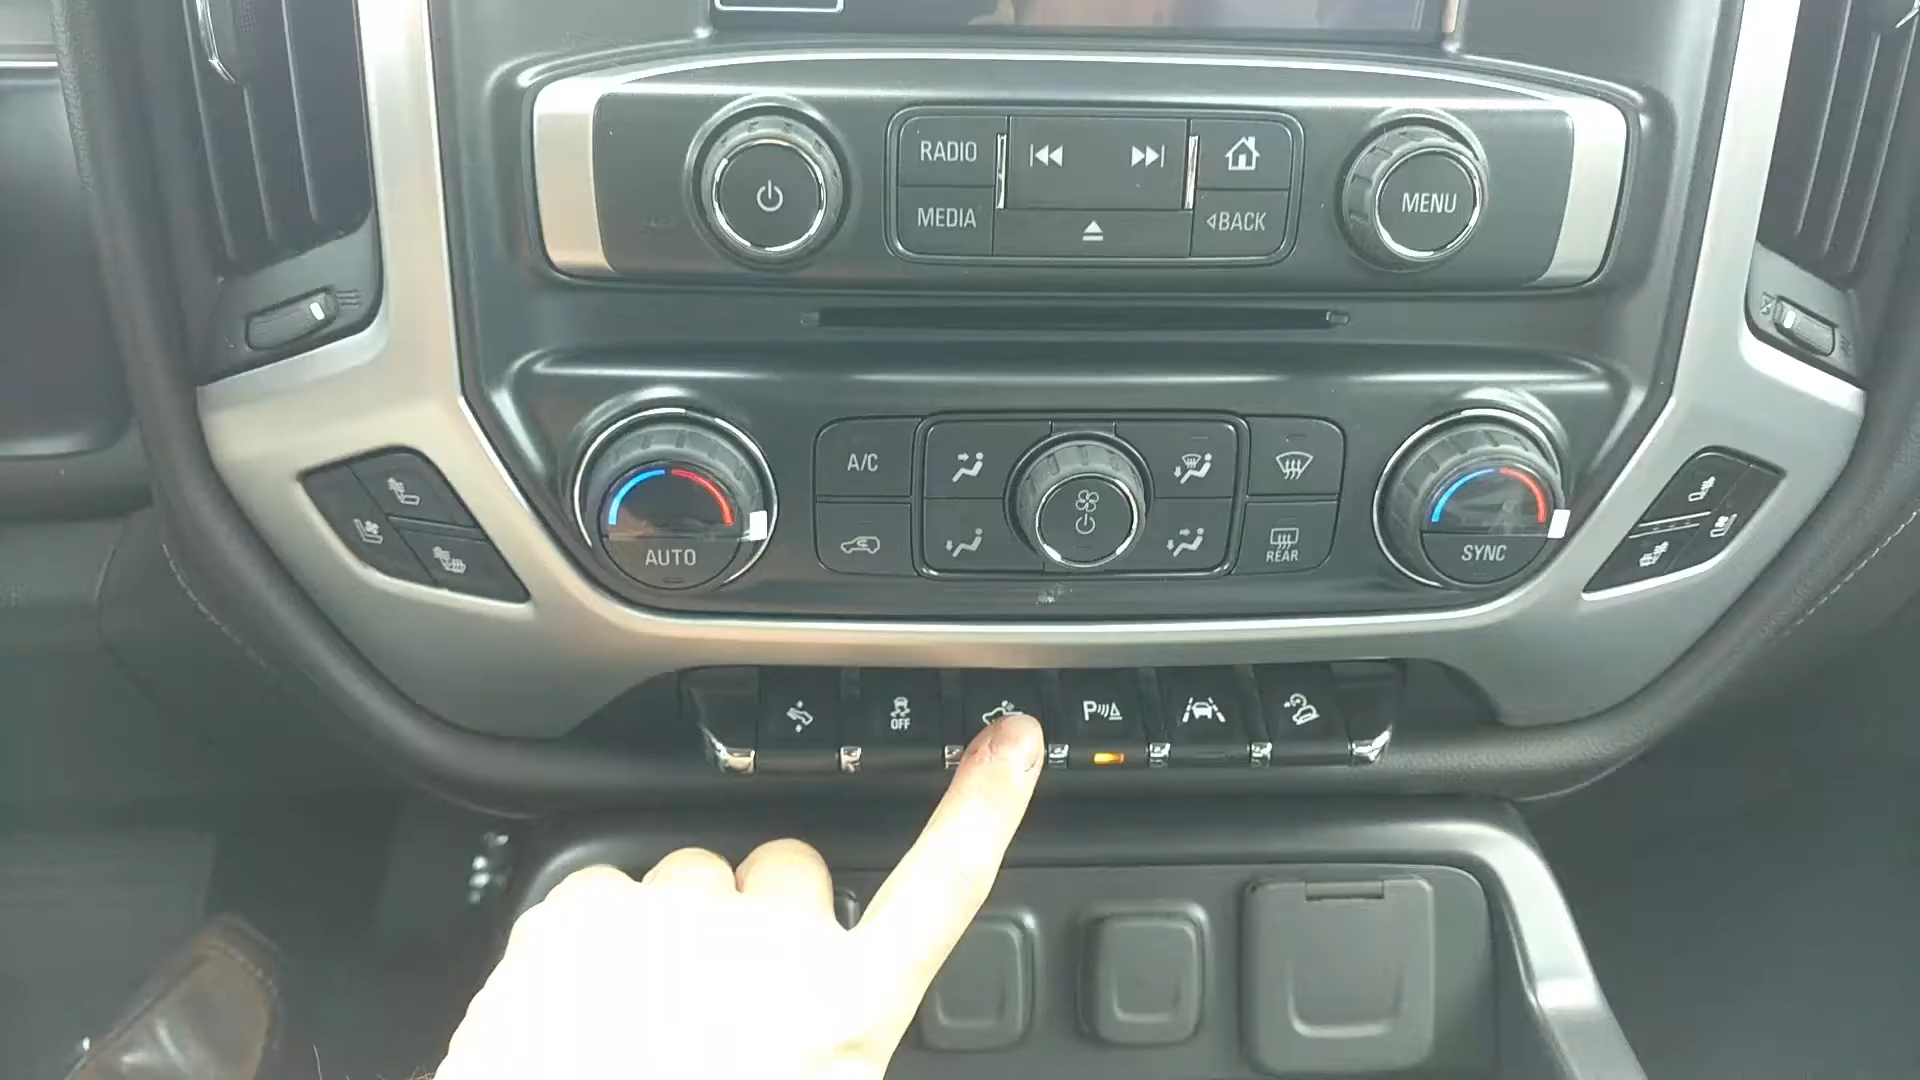 RADIO
MEDIA
BACK
MENU
A/C
AUTO
REAR
SYNC
OFF
P